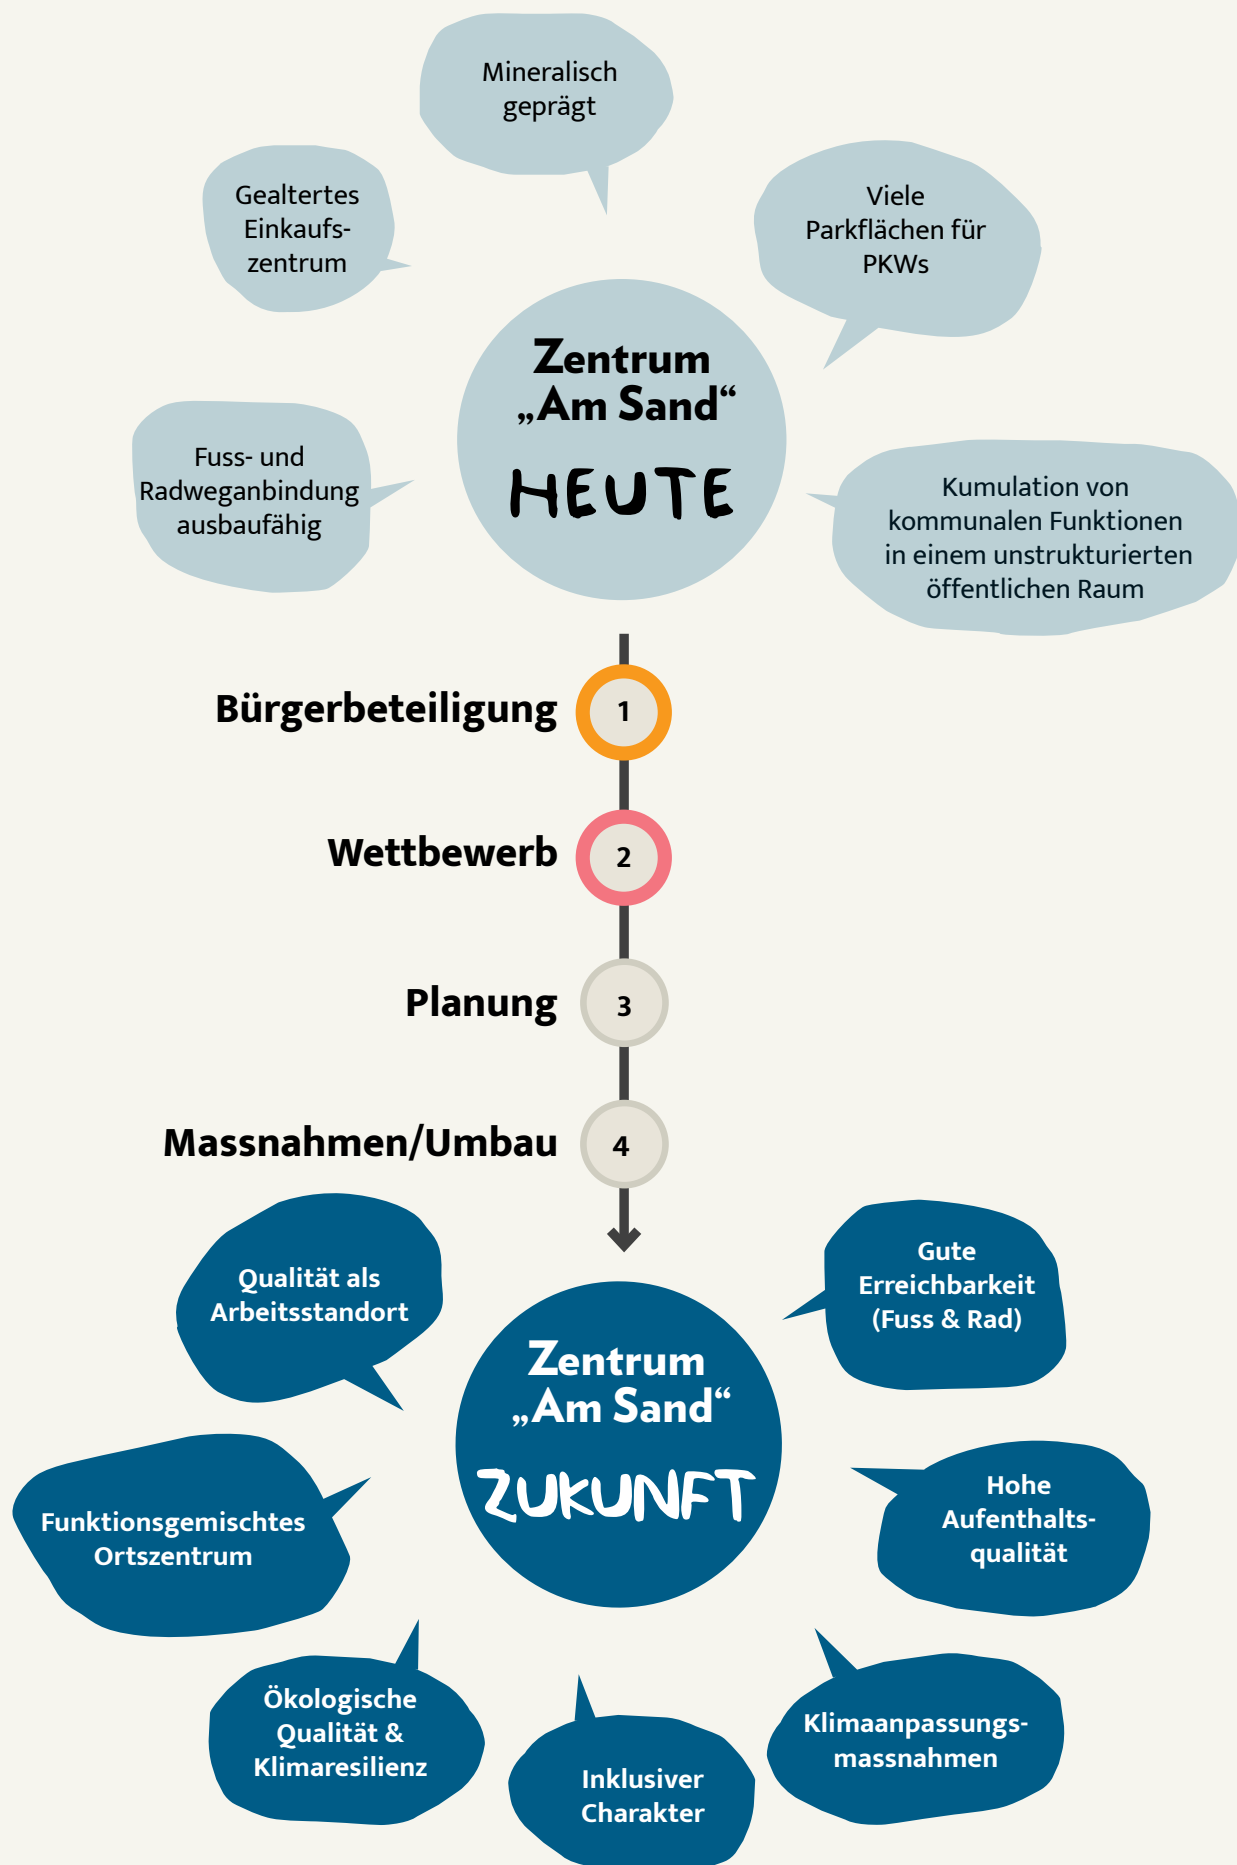 Mineralisch
geprägt
Gealtertes
Einkaufs-
zentrum
Viele
Parkflächen für
PKWs
Zentrum
„Am Sand“
HEUTE
Fuss- und
Radweganbindung
ausbaufähig
Kumulation von
kommunalen Funktionen
in einem unstrukturierten
öffentlichen Raum
Bürgerbeteiligung
1
Wettbewerb
2
Planung
3
Massnahmen/Umbau
4
Qualität als
Arbeitsstandort
Gute
Erreichbarkeit
(Fuss & Rad)
Zentrum
„Am Sand“
ZUKUNFT
Funktionsgemischtes
Ortszentrum
Hohe
Aufenthalts-
qualität
Ökologische
Qualität &
Klimaresilienz
Inklusiver
Charakter
Klimaanpassungs-
massnahmen